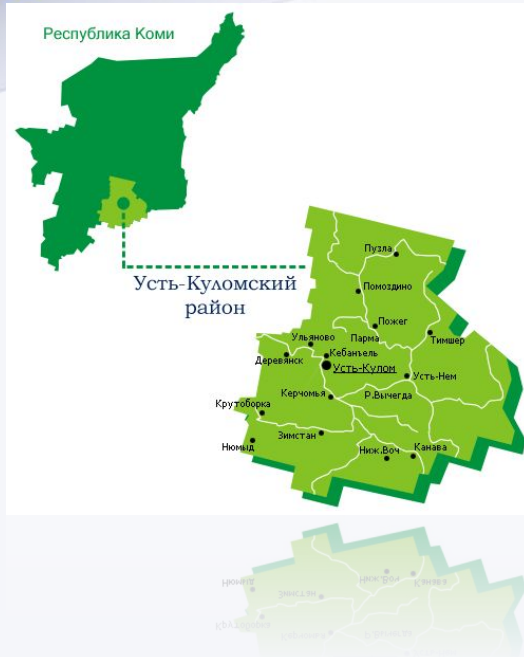 Республика Коми
Усть-Куломский
район
Пузла
Помоздино
Пожег
Ульяново
Парма
Тимшер
Деревянск
Кебанъель
Усть-Кулом
Усть-Нем
Керчомья
Р.Вычегда
Крутоборка
Зимстан
Нюмыд
Ниж.Воч
Канава